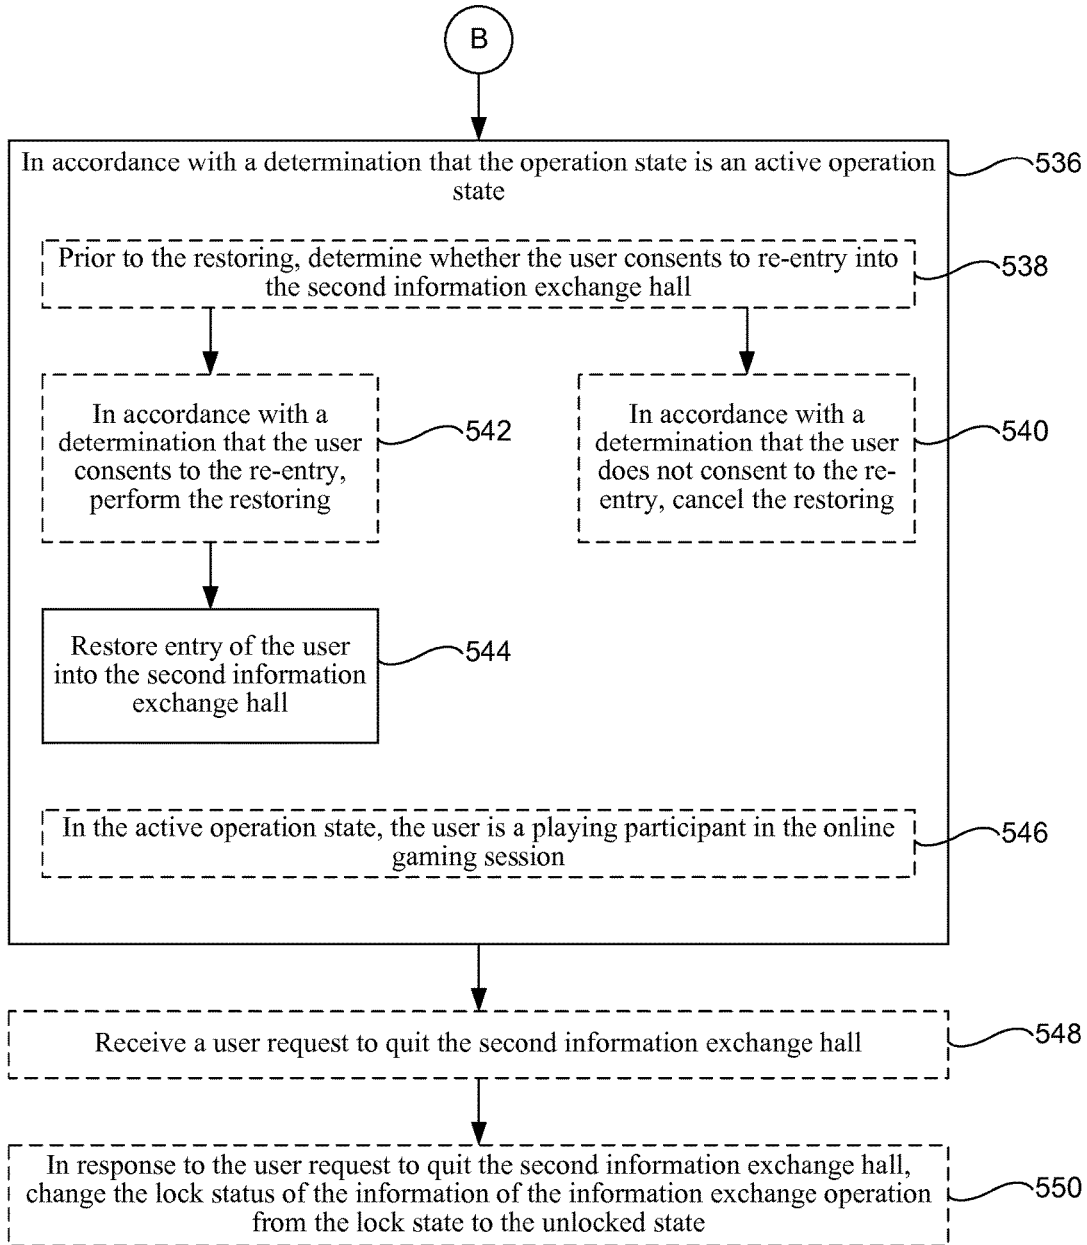 B
In accordance with a determination that the operation state is an active operation
state
536
Prior to the restoring, determine whether the user consents to re-entry into
the second information exchange hall
538
In accordance with a
determination that the user
consents to the re-entry,
perform the restoring
542
In accordance with a
determination that the user
does not consent to the re-
entry, cancel the restoring
540
Restore entry of the user
into the second information
exchange hall
544
In the active operation state, the user is a playing participant in the online
gaming session
546
Receive a user request to quit the second information exchange hall
548
In response to the user request to quit the second information exchange hall,
change the lock status of the information of the information exchange operation
from the lock state to the unlocked state
550